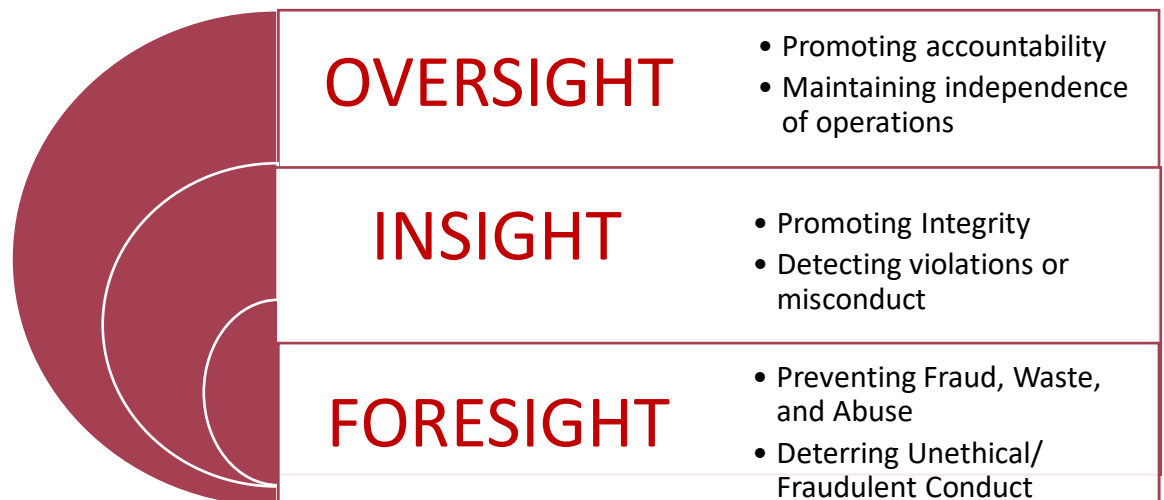 OVERSIGHT
• Promoting accountability
• Maintaining independence
of operations
INSIGHT
• Promoting Integrity
• Detecting violations or
misconduct
FORESIGHT
• Preventing Fraud, Waste,
and Abuse
• Deterring Unethical/
Fraudulent Conduct